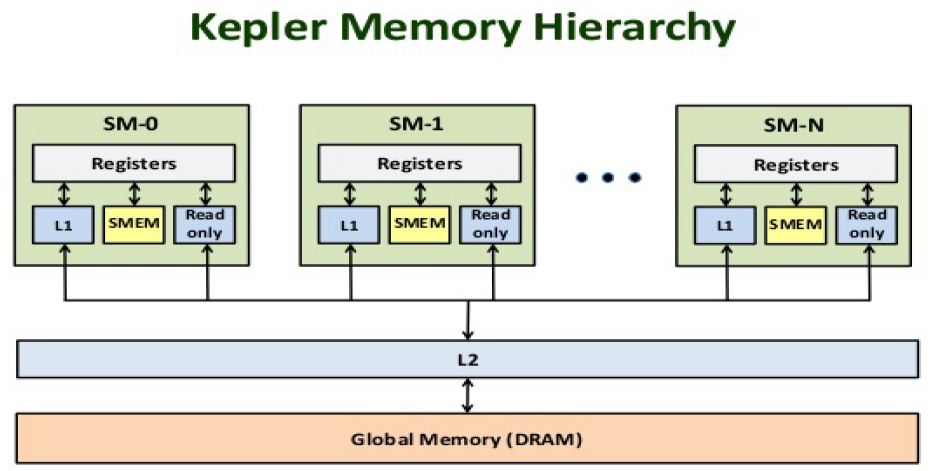 Kepler Memory Hierarchy
SM-0
Registers
L1
SMEM
Read
only
SM-1
Registers
L1
SMEM
Read
only
SM-N
Registers
L1
SMEM
Read
only
L2
Global Memory (DRAM)